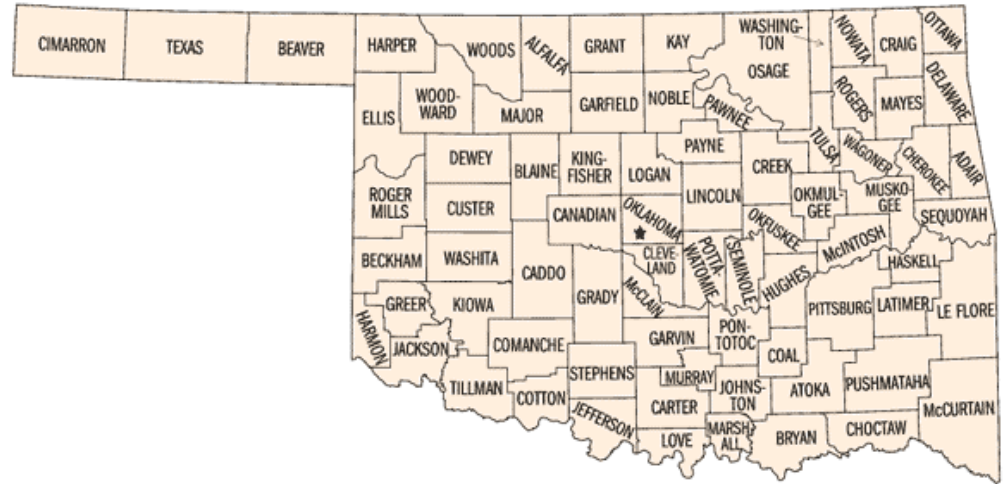 CIMARRON
TEXAS
BEAVER
HARPER
WOODS
ALFALFA
GRANT
KAY
WASHING-
TON
OSAGE
NOWATA
CRAIG
OTTAWA
ELLIS
WOOD-
WARD
MAJOR
GARFIELD
NOBLE
PAWNEE
ROGERS
MAYES
DELAWARE
DEWEY
BLAINE
KING-
FISHER
LOGAN
PAYNE
CREEK
TULSA
WAGONER
CHEROKEE
ADAIR
ROGER
MILLS
CUSTER
CANADIAN
OKLAHOMA
LINCOLN
OKFUSKEE
OKMUL-
GEE
MUSKO-
GEE
SEQUOYAH
BECKHAM
WASHITA
CADDO
GRADY
CLEVE-
LAND
McCLAIN
POTTA-
WATOMIE
SEMINOLE
HUGHES
McINTOSH
HASKELL
GREER
KIOWA
HARMON
JACKSON
COMANCHE
GARVIN
PON-
TOTOC
PITTSBURG
LATIMER
LE FLORE
COAL
TILLMAN
COTTON
STEPHENS
MURRAY
JOHNS-
TON
ATOKA
PUSHMATAHA
McCURTAIN
JEFFERSON
CARTER
LOVE
MARSH-
ALL
BRYAN
CHOCTAW